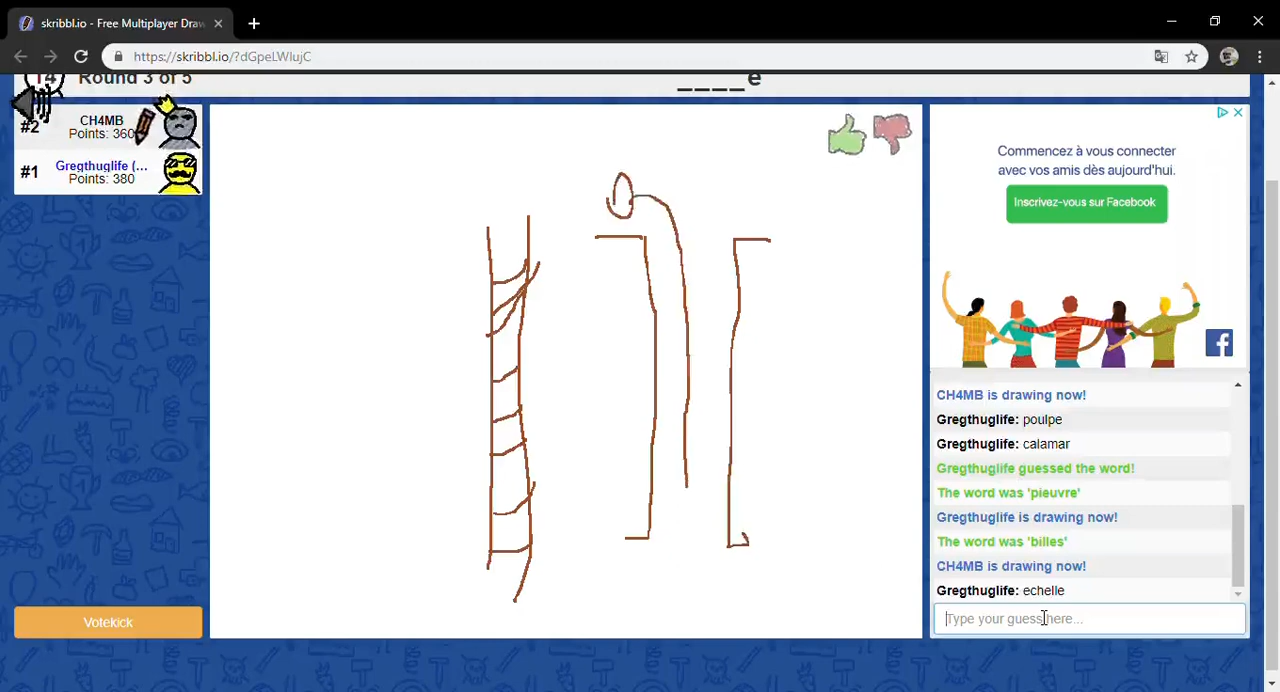 skribbl.io - Free Multiplayer Draw
https://skribbl.io/?dGpeLWlujC
14
Round 3 of 5
____e
#2
CH4MB
Points: 360
#1
Gregthuglife (...
Points: 380
Votekick
Commencez à vous connecter
avec vos amis dès aujourd'hui.
Inscrivez-vous sur Facebook
CH4MB is drawing now!
Gregthuglife: poulpe
Gregthuglife: calamar
Gregthuglife guessed the word!
The word was 'pieuvre'
Gregthuglife is drawing now!
The word was 'billes'
CH4MB is drawing now!
Gregthuglife: echelle
Type your guess here...